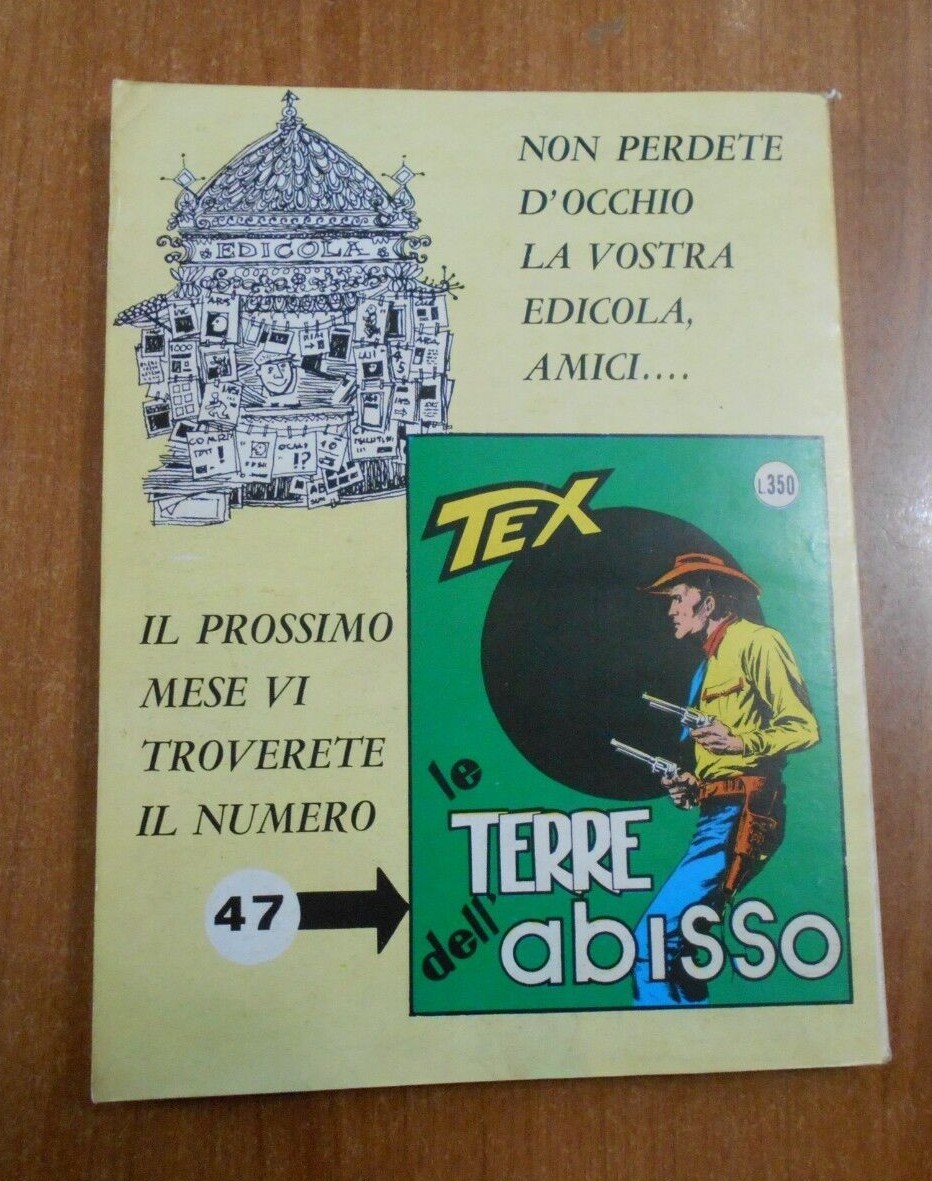 NON PERDETE
D'OCCHIO
LA VOSTRA
EDICOLA,
AMICI....
EDICOLA
TEX
L.350
IL PROSSIMO
MESE VI
TROVERETE
IL NUMERO
47
le
TERRE
dell'
abisso